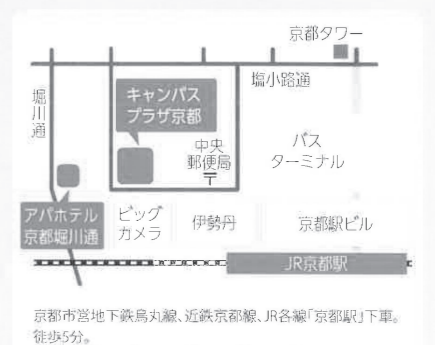 京都タワー
塩小路通
堀川通
キャンパス
プラザ京都
中央
郵便局
〒
バス
ターミナル
アパホテル
京都堀川通
ビッグ
カメラ
伊勢丹
京都駅ビル
JR京都駅
京都市営地下鉄烏丸線、近鉄京都線、JR各線「京都駅」下車。
徒歩5分。